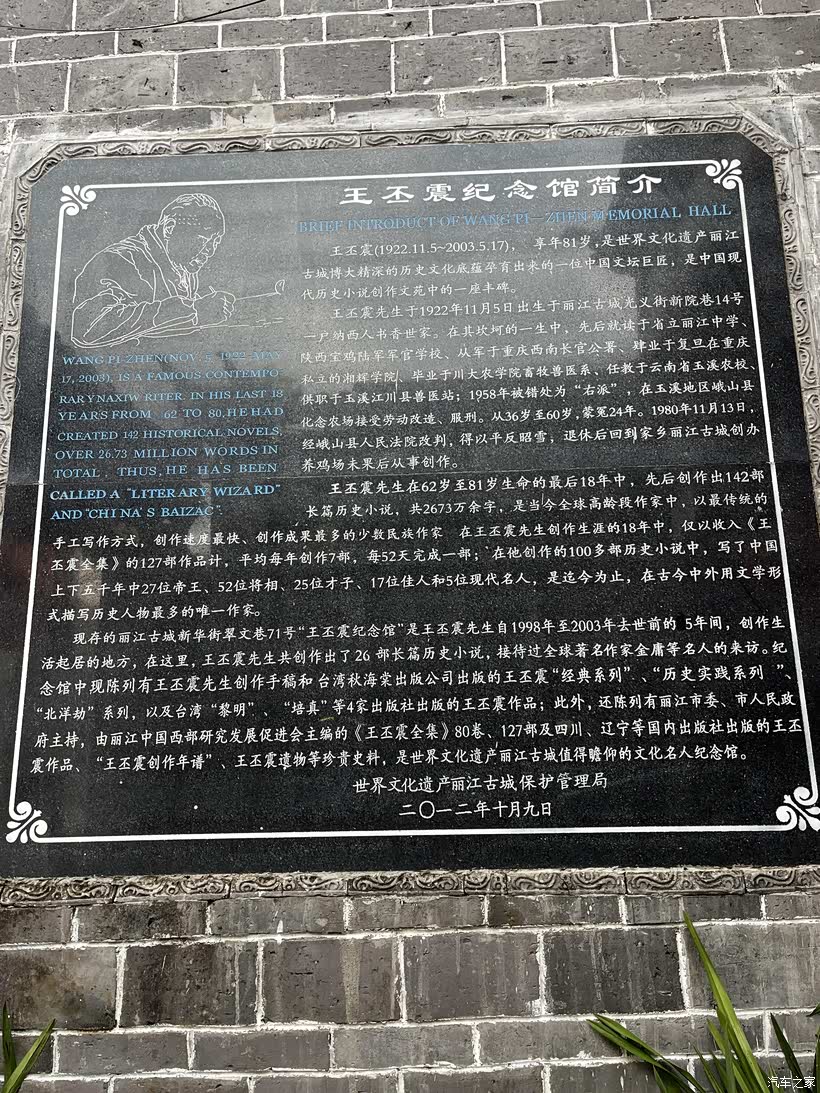 王丕震纪念馆简介
BRIEF INTRODUCT OF WANG PI-ZHEN MEMORIAL HALL
王丕震(1922.11.5~2003.5.17)， 享年81岁,是世界文化遗产丽江
古城博大精深的历史文化底蕴孕育出来的一位中国文坛巨匠，是中国现
代历史小说创作文苑中的一座丰碑。
王丕震先生于1922年11月5日出生于丽江古城光义街新院巷14号
一户纳西人书香世家。在其坎坷的一生中，先后就读于省立丽江中学、
陕西宝鸡陆军军官学校、从军于重庆西南长官公署、肄业于复旦在重庆
私立的湘辉学院、毕业于川大农学院畜牧兽医系、任教于云南省玉溪农校、
供职于玉溪江川县兽医站；1958年被错处为“右派”，在玉溪地区峨山县
化念农场接受劳动改造、服刑。从36岁至60岁,蒙冤24年。1980年11月13日，
经峨山县人民法院改判，得以平反昭雪，退休后回到家乡丽江古城创办
养鸡场未果后从事创作。
WANG PI-ZHEN(NOV. 5. 1922-MAY
17, 2003), IS A FAMOUS CONTEMPO-
RARY NAXIW RITER. IN HIS LAST 18
YEARS FROM 62 TO 80, HE HAD
CREATED 142 HISTORICAL NOVELS
OVER 26.73 MILLION WORDS IN
TOTAL. THUS, HE HAS BEEN
CALLED A "LITERARY WIZARD"
AND "CHI NA'S BAIZAC".
王丕震先生在62岁至81岁生命的最后18年中，先后创作出142部
长篇历史小说，共2673万余字，是当今全球高龄段作家中，以最传统的
手工写作方式，创作速度最快、创作成果最多的少数民族作家 在王丕震先生创作生涯的18年中，仅以收入《王
丕震全集》的127部作品计，平均每年创作7部，每52天完成一部；在他创作的100多部历史小说中，写了中国
上下五千年中27位帝王、52位将相、25位才子、17位佳人和5位现代名人，是迄今为止，在古今中外用文学形
式描写历史人物最多的唯一作家。
现存的丽江古城新华街翠文巷71号“王丕震纪念馆”是王丕震先生自1998年至2003年去世前的 5年间，创作生
活起居的地方，在这里，王丕震先生共创作出了26 部长篇历史小说，接待过全球著名作家金庸等名人的来访。纪
念馆中现陈列有王丕震先生创作手稿和台湾秋海棠出版公司出版的王丕震“经典系列”、“历史实践系列 ”、
“北洋劫”系列，以及台湾“黎明”、“培真”等4家出版社出版的王丕震作品；此外，还陈列有丽江市委、市人民政
府主持，由丽江中国西部研究发展促进会主编的《王丕震全集》80卷、127部及四川、辽宁等国内出版社出版的王丕
震作品、“王丕震创作年谱”、王丕震遗物等珍贵史料，是世界文化遗产丽江古城值得瞻仰的文化名人纪念馆。
世界文化遗产丽江古城保护管理局
二〇一二年十月九日
汽车之家